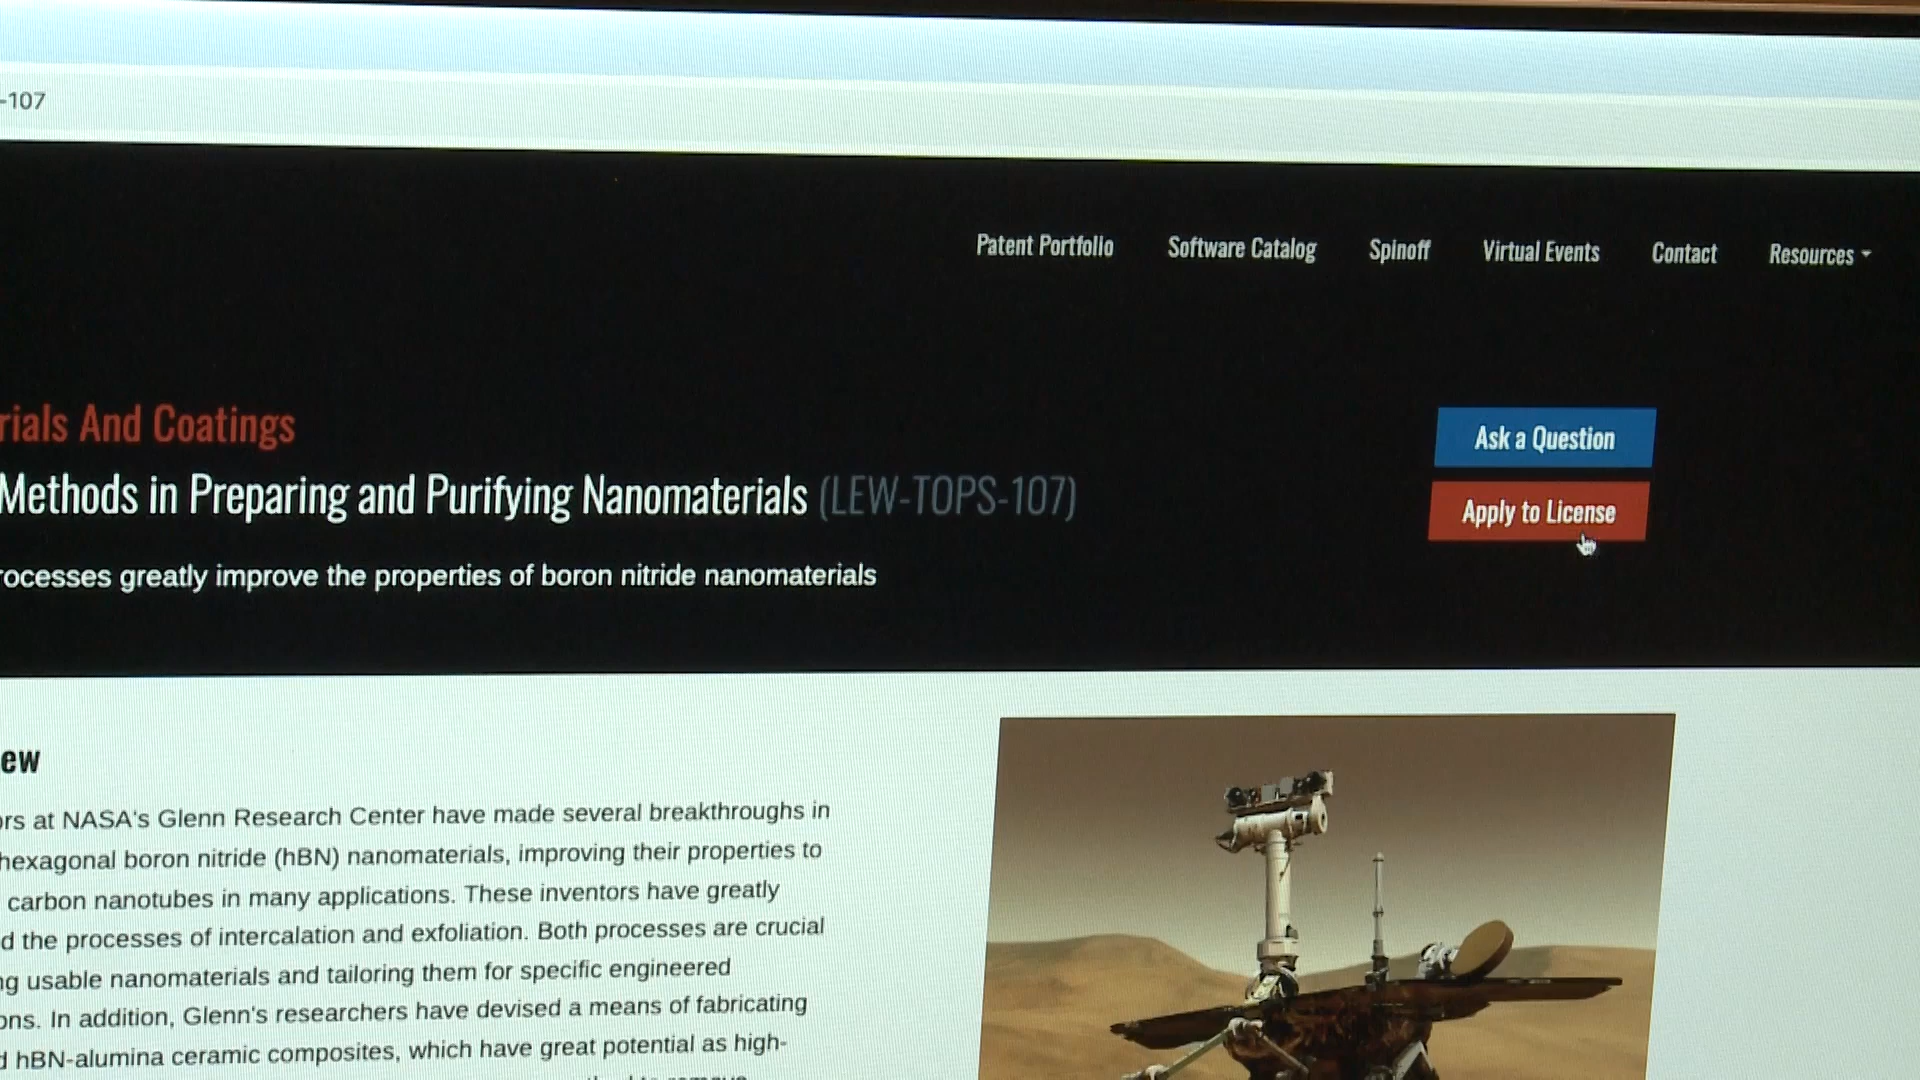 -107
Patent Portfolio Software Catalog Spinoff Virtual Events Contact Resources
rials And Coatings
Methods in Preparing and Purifying Nanomaterials (LEW-TOPS-107)
rocesses greatly improve the properties of boron nitride nanomaterials
Ask a Question
Apply to License
ew
ors at NASA's Glenn Research Center have made several breakthroughs in
hexagonal boron nitride (hBN) nanomaterials, improving their properties to
carbon nanotubes in many applications. These inventors have greatly
d the processes of intercalation and exfoliation. Both processes are crucial
ng usable nanomaterials and tailoring them for specific engineered
ons. In addition, Glenn's researchers have devised a means of fabricating
d hBN-alumina ceramic composites, which have great potential as high-